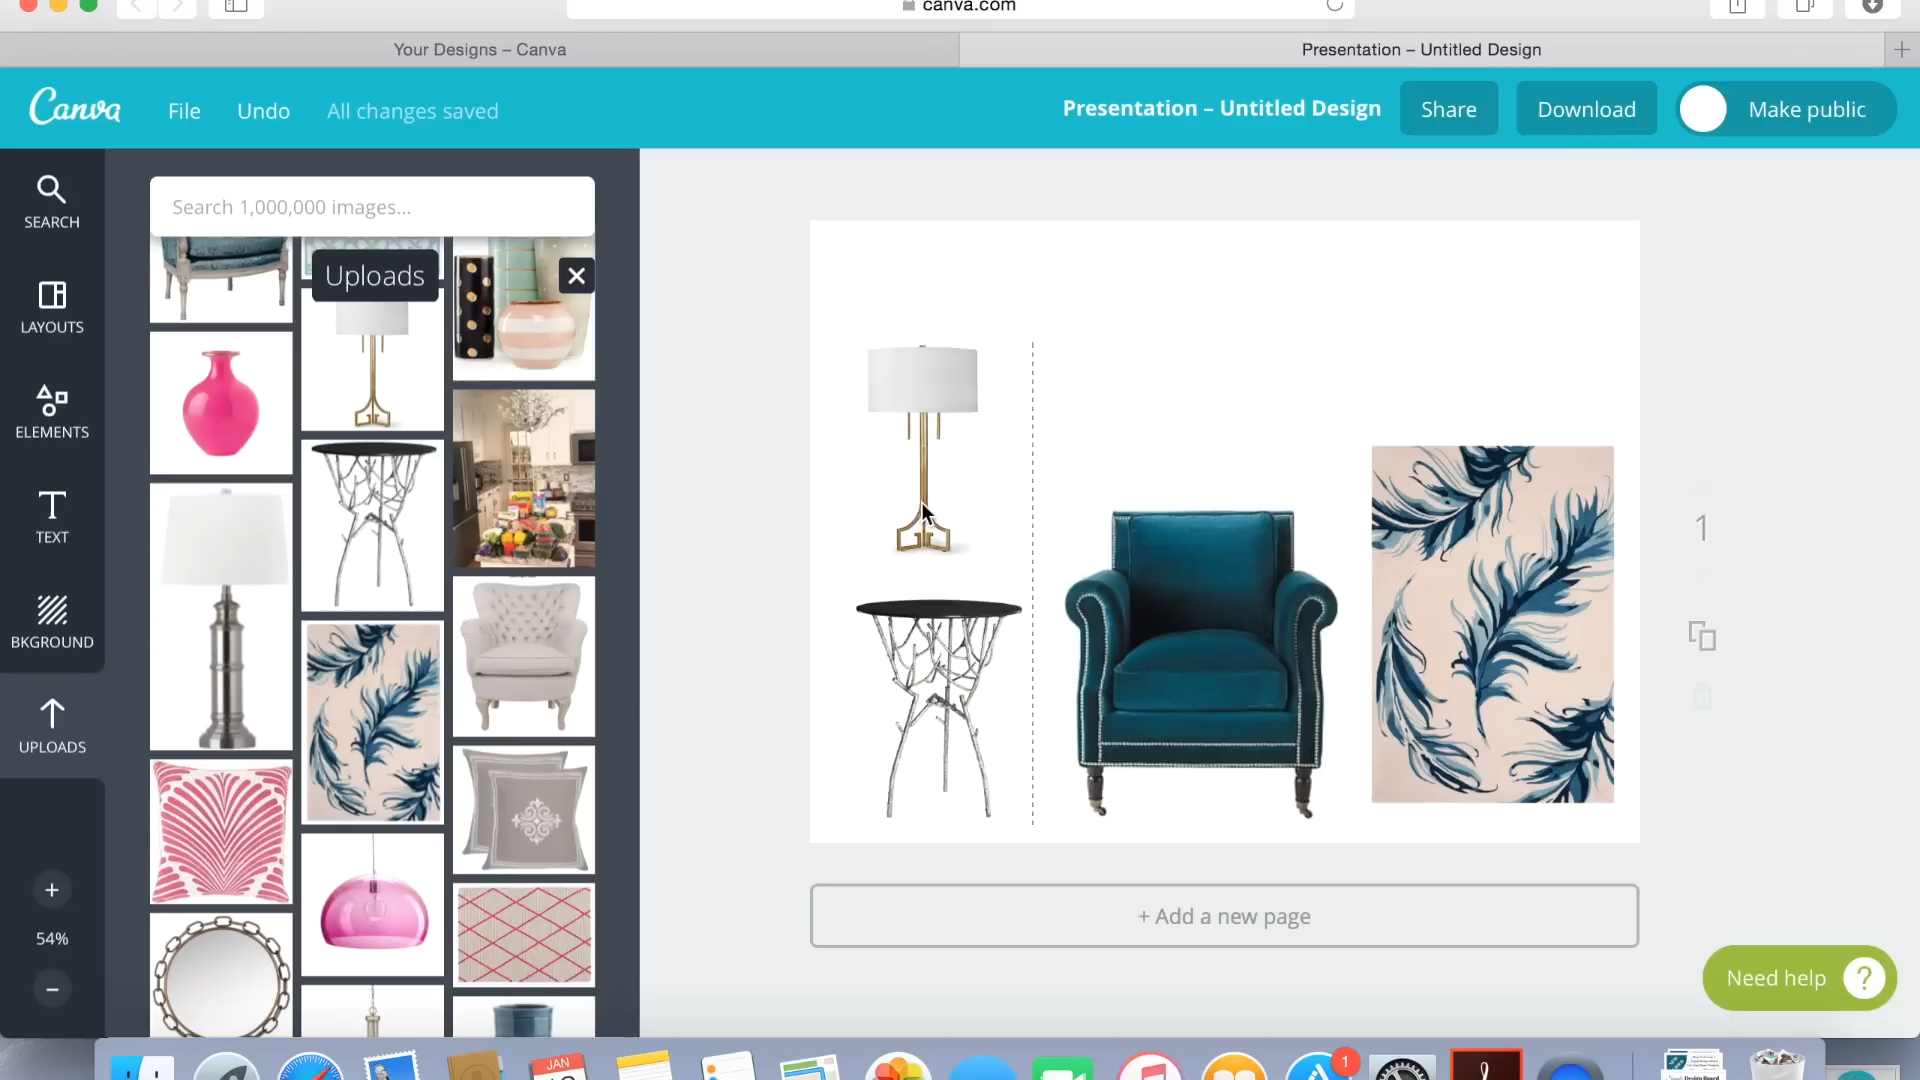 canva.com
Your Designs – Canva
Presentation – Untitled Design
Canva
File
Undo
All changes saved
Presentation – Untitled Design
Share
Download
Make public
SEARCH
LAYOUTS
ELEMENTS
TEXT
BKGROUND
UPLOADS
+
54%
–
Search 1,000,000 images...
Uploads
1
+ Add a new page
Need help ?
JAN
1